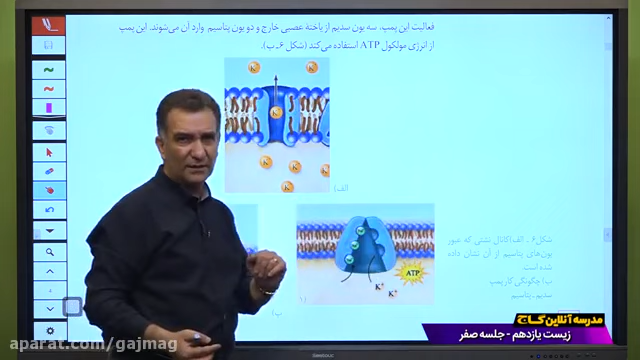 فعالیت این پمپ، سه یون سدیم از یاختهٔ عصبی خارج و دو یون پتاسیم وارد آن می‌شوند. این پمپ
از انرژی مولکول ATP استفاده می‌کند (شکل ۶ـ ب).
K⁺
K⁺
K⁺
K⁺
K⁺
K⁺
K⁺
الف)
شکل ۶ ـ الف) کانال نشتی که عبور
یون‌های پتاسیم از آن نشان داده
شده است
ب) چگونگی کار پمپ
سدیم ـ پتاسیم
ATP
K⁺
K⁺
ب)
مدرسه آنلاین گاج
زیست یازدهم - جلسه صفر
aparat.com/gajmag